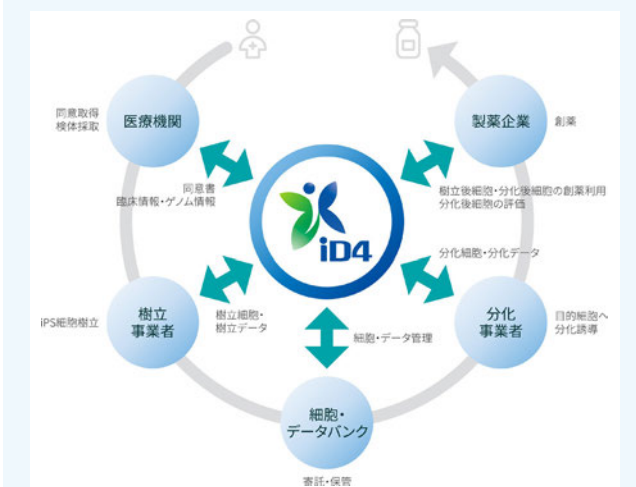 医療機関
同意取得
検体採取
同意書
臨床情報・ゲノム情報
製薬企業
創薬
樹立後細胞・分化後細胞の創薬利用
分化後細胞の評価
iD4
分化細胞・分化データ
樹立
事業者
iPS細胞樹立
樹立細胞・
樹立データ
細胞・データ管理
分化
事業者
目的細胞へ
分化誘導
細胞・
データバンク
寄託・保管